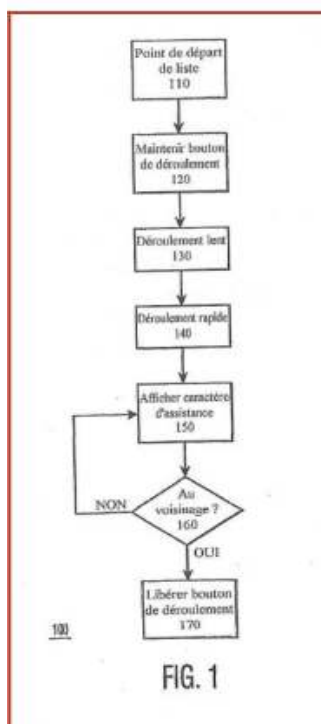 Point de départ
de liste
110
Maintenir bouton
de déroulement
120
Déroulement lent
130
Déroulement rapide
140
Afficher caractère
d'assistance
150
Au
voisinage ?
160
NON
OUI
Libérer bouton
de déroulement
170
100
FIG. 1